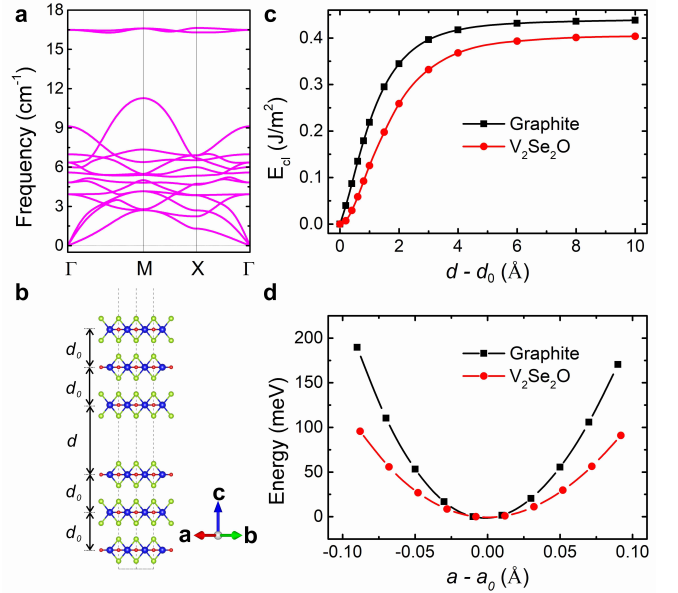 a
18
15
12
9
6
3
0
Frequency (cm⁻¹)
Γ M X Γ
b
d₀
d₀
d
d₀
d₀
c
a b
c
0.4
0.3
0.2
0.1
0.0
E_cl (J/m²)
Graphite
V₂Se₂O
0 2 4 6 8 10
d - d₀ (Å)
d
200
150
100
50
0
Energy (meV)
Graphite
V₂Se₂O
-0.10 -0.05 0.00 0.05 0.10
a - a₀ (Å)